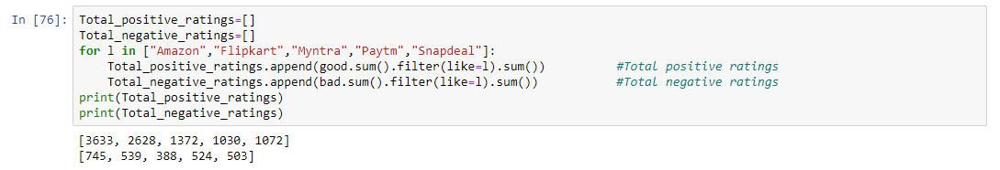 In [76]: Total_positive_ratings=[]
Total_negative_ratings=[]
for l in ["Amazon","Flipkart","Myntra","Paytm","Snapdeal"]:
    Total_positive_ratings.append(good.sum().filter(like=l).sum())          #Total positive ratings
    Total_negative_ratings.append(bad.sum().filter(like=l).sum())           #Total negative ratings
print(Total_positive_ratings)
print(Total_negative_ratings)
[3633, 2628, 1372, 1030, 1072]
[745, 539, 388, 524, 503]